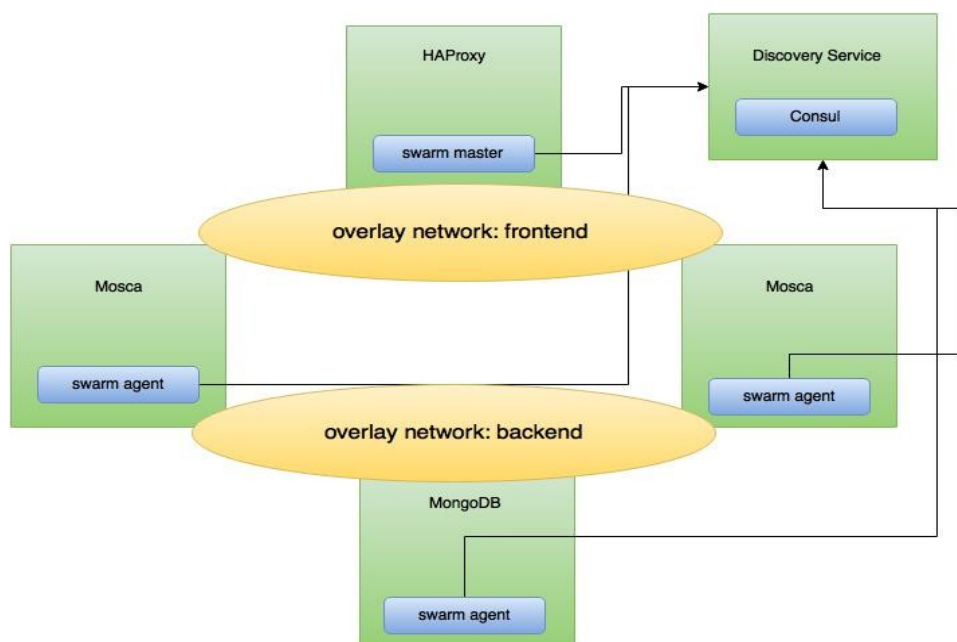 HAProxy
Discovery Service
Consul
swarm master
overlay network: frontend
Mosca
Mosca
swarm agent
swarm agent
overlay network: backend
MongoDB
swarm agent